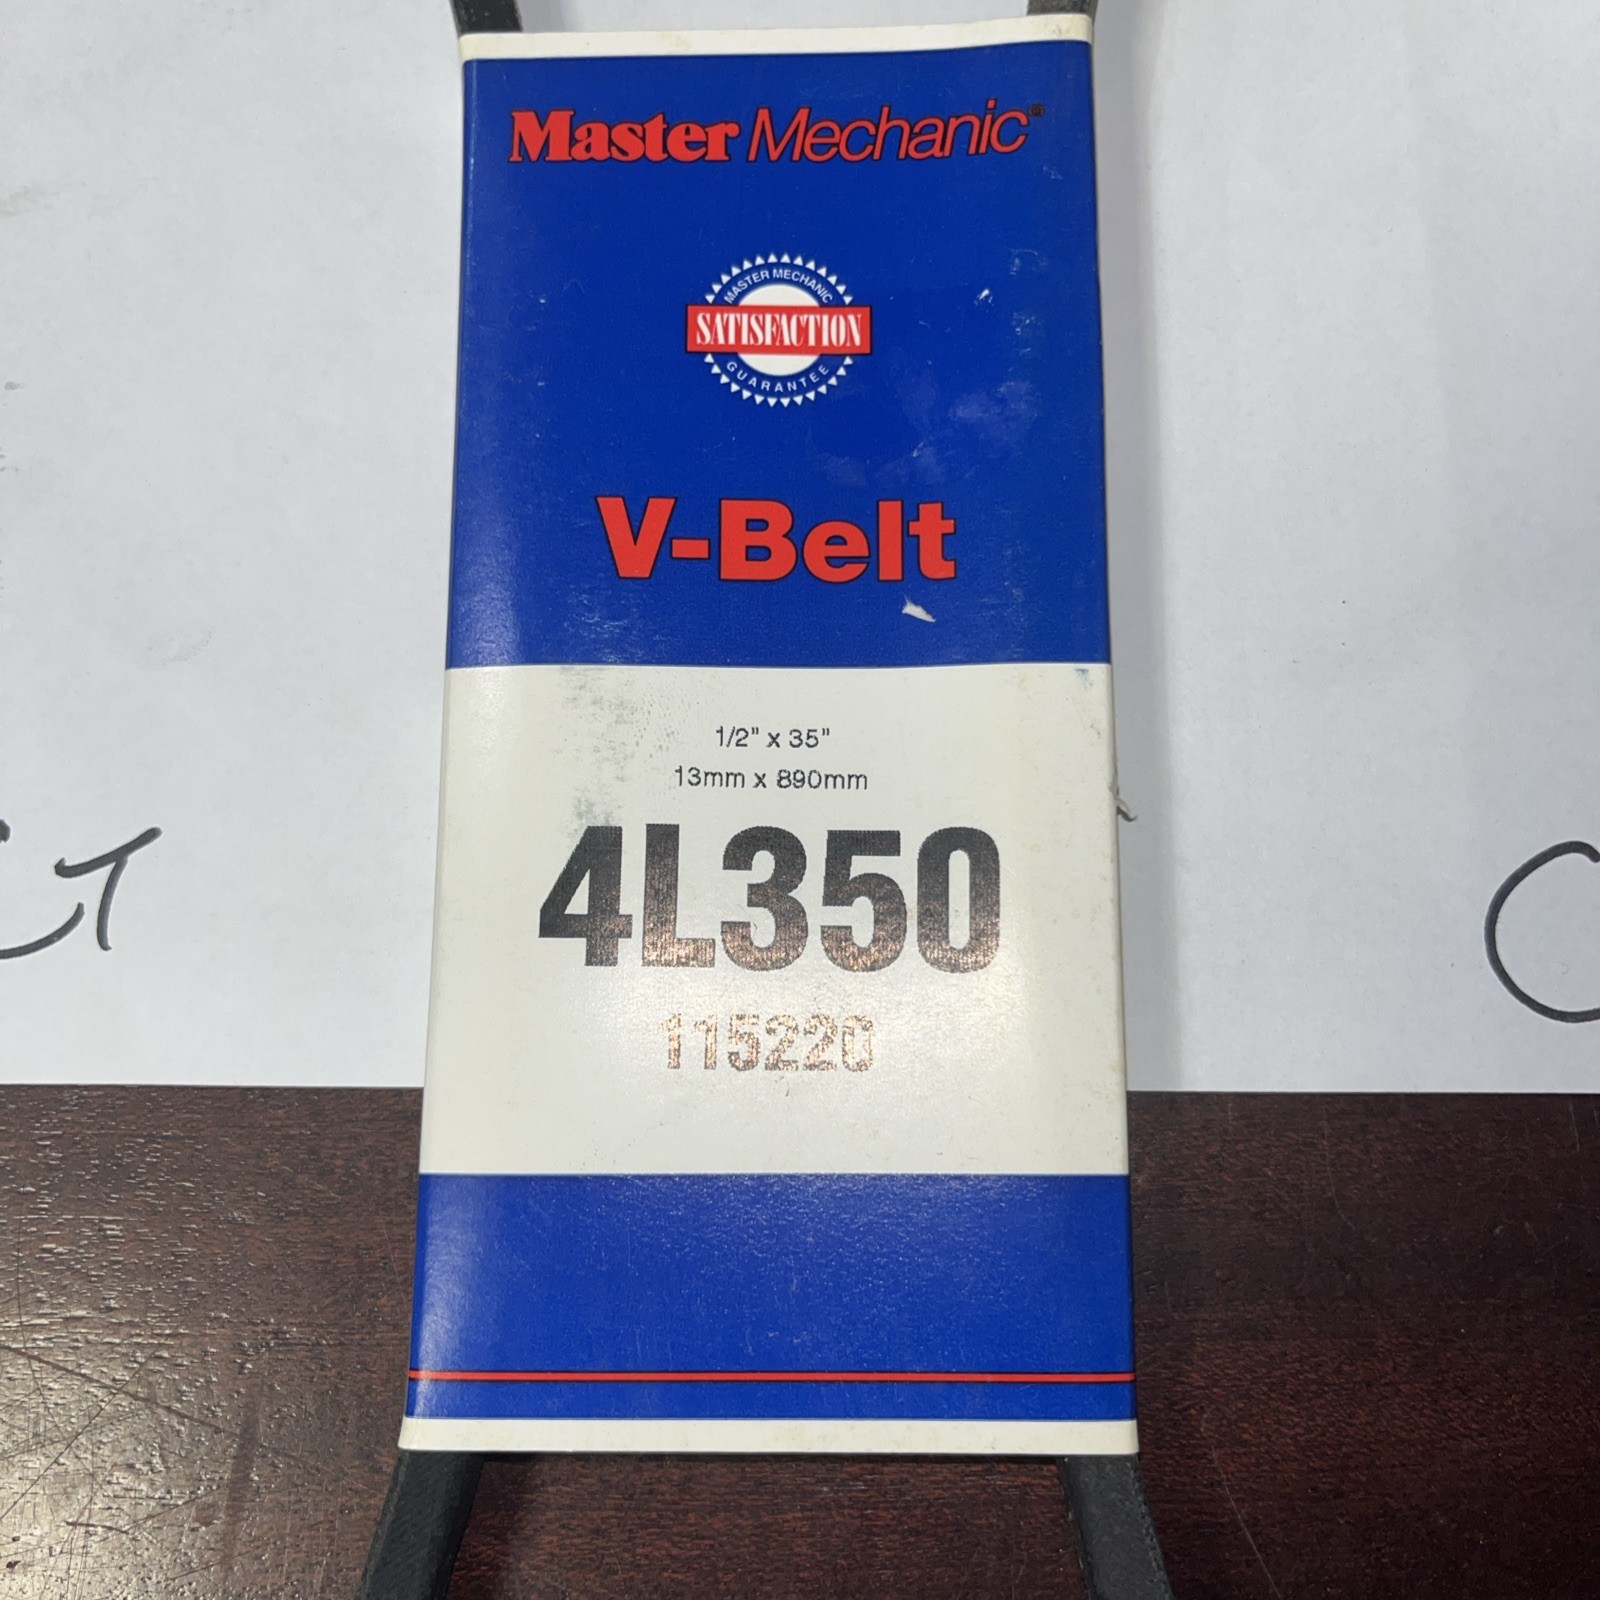 Master Mechanic®
MASTER MECHANIC
SATISFACTION
GUARANTEE
V-Belt
1/2" x 35"
13mm x 890mm
4L350
115220